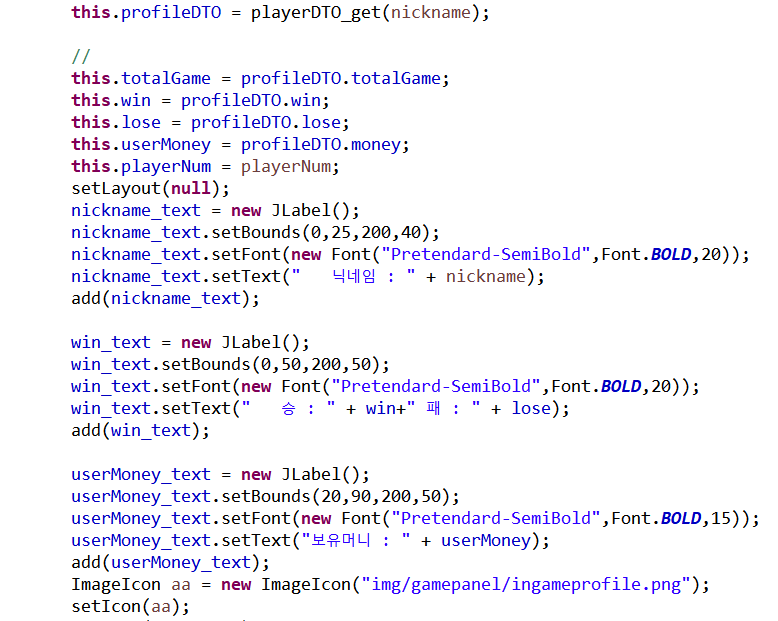 this.profileDTO = playerDTO_get(nickname);
//
this.totalGame = profileDTO.totalGame;
this.win = profileDTO.win;
this.lose = profileDTO.lose;
this.userMoney = profileDTO.money;
this.playerNum = playerNum;
setLayout(null);
nickname_text = new JLabel();
nickname_text.setBounds(0,25,200,40);
nickname_text.setFont(new Font("Pretendard-SemiBold",Font.BOLD,20));
nickname_text.setText("   닉네임 : " + nickname);
add(nickname_text);
win_text = new JLabel();
win_text.setBounds(0,50,200,50);
win_text.setFont(new Font("Pretendard-SemiBold",Font.BOLD,20));
win_text.setText("   승 : " + win+" 패 : " + lose);
add(win_text);
userMoney_text = new JLabel();
userMoney_text.setBounds(20,90,200,50);
userMoney_text.setFont(new Font("Pretendard-SemiBold",Font.BOLD,15));
userMoney_text.setText("보유머니 : " + userMoney);
add(userMoney_text);
ImageIcon aa = new ImageIcon("img/gamepanel/ingameprofile.png");
setIcon(aa);